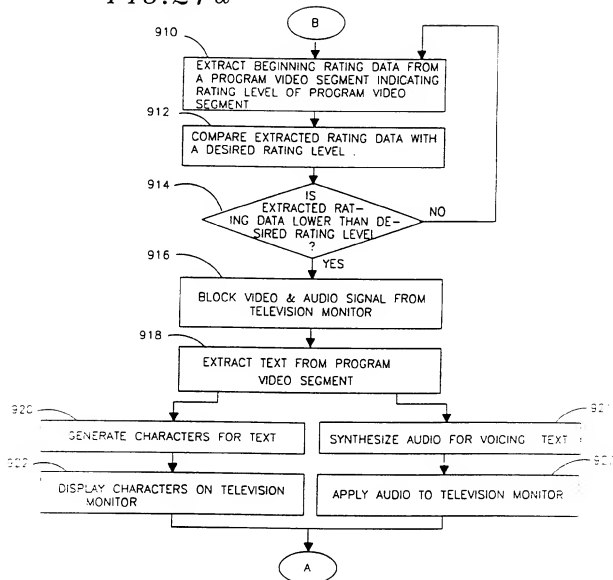 FIG.27a
B
910
EXTRACT BEGINNING RATING DATA FROM
A PROGRAM VIDEO SEGMENT INDICATING
RATING LEVEL OF PROGRAM VIDEO
SEGMENT
912
COMPARE EXTRACTED RATING DATA WITH
A DESIRED RATING LEVEL .
914
IS
EXTRACTED RAT-
ING DATA LOWER THAN DE-
SIRED RATING LEVEL
?
NO
YES
916
BLOCK VIDEO & AUDIO SIGNAL FROM
TELEVISION MONITOR
918
EXTRACT TEXT FROM PROGRAM
VIDEO SEGMENT
920
GENERATE CHARACTERS FOR TEXT
SYNTHESIZE AUDIO FOR VOICING TEXT
922
DISPLAY CHARACTERS ON TELEVISION
MONITOR
APPLY AUDIO TO TELEVISION MONITOR
A